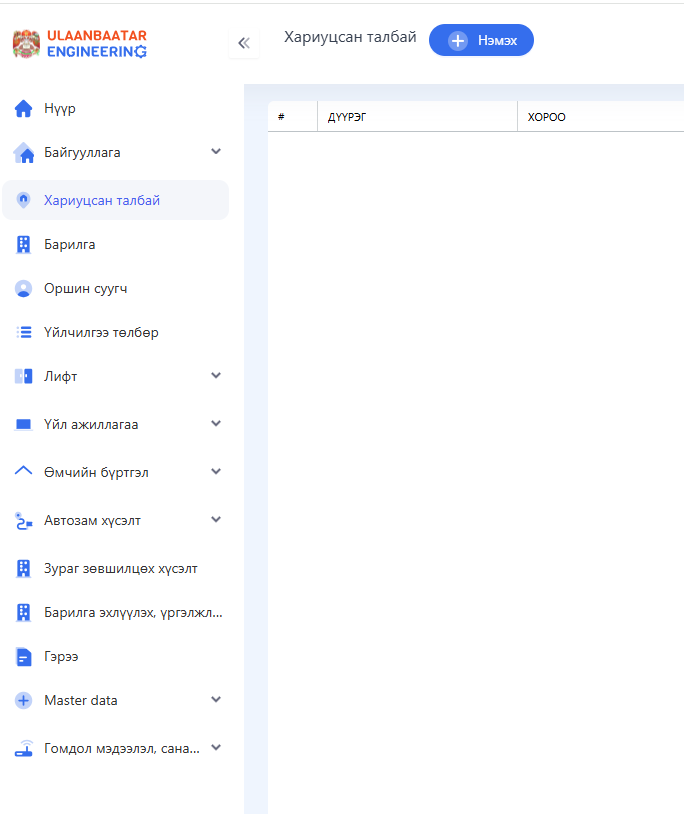 ULAANBAATAR
ENGINEERING
Хариуцсан талбай
Нэмэх
Нүүр
Байгууллага
Хариуцсан талбай
Барилга
Оршин суугч
Үйлчилгээ төлбөр
Лифт
Үйл ажиллагаа
Өмчийн бүртгэл
Автозам хүсэлт
Зураг зөвшилцөх хүсэлт
Барилга эхлүүлэх, үргэлжл...
Гэрээ
Master data
Гомдол мэдээлэл, сана...
# ДҮҮРЭГ ХОРОО